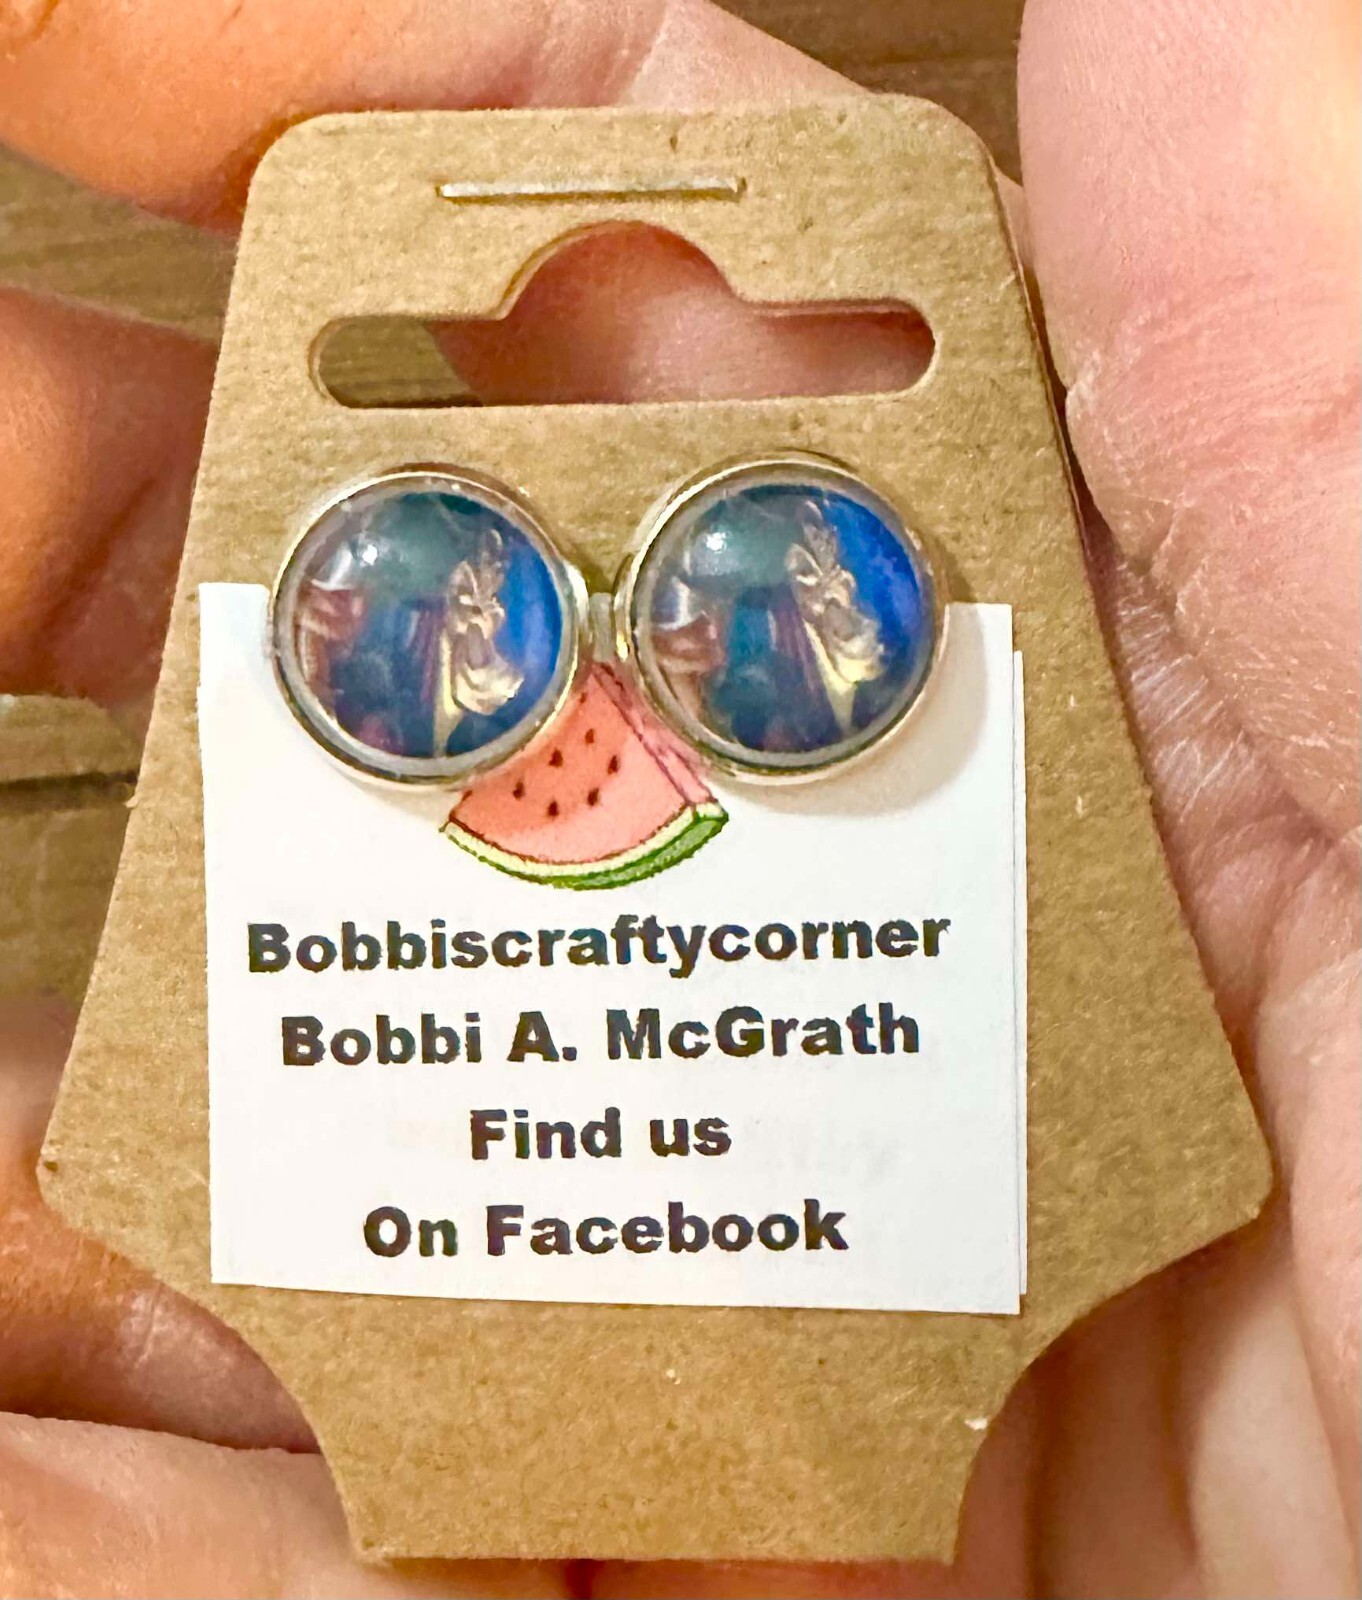 Bobbiscraftycorner
Bobbi A. McGrath
Find us
On Facebook